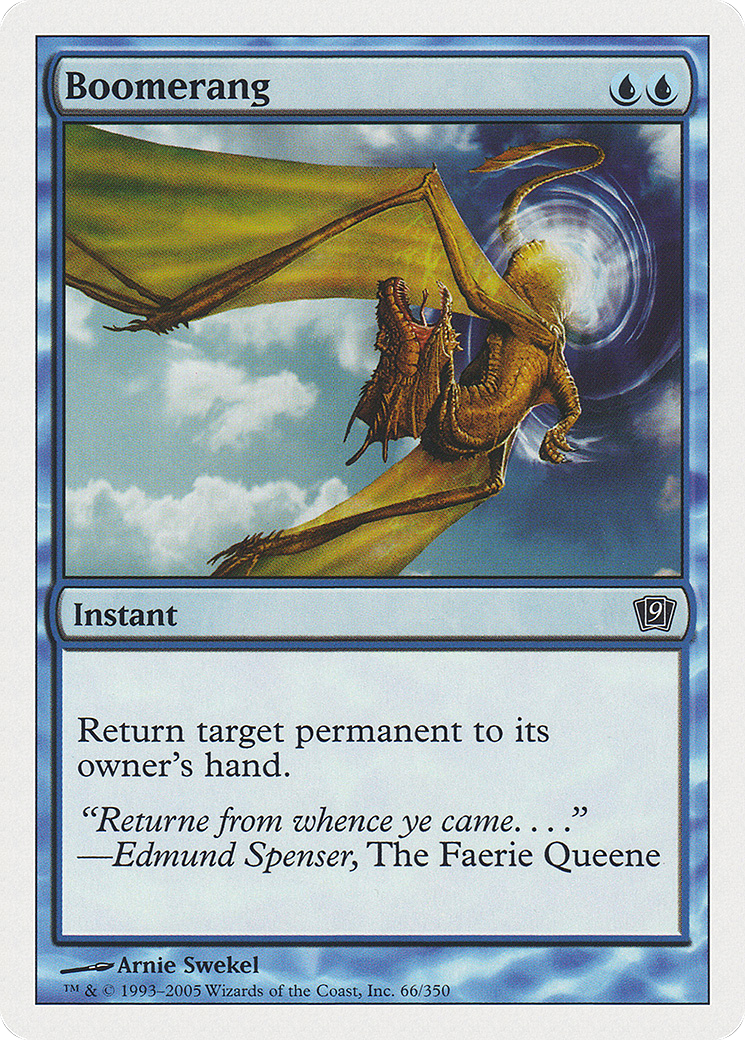 Boomerang
Instant
9
Return target permanent to its
owner's hand.
“Returne from whence ye came. . . .”
—Edmund Spenser, The Faerie Queene
Arnie Swekel
™ & © 1993–2005 Wizards of the Coast, Inc. 66/350